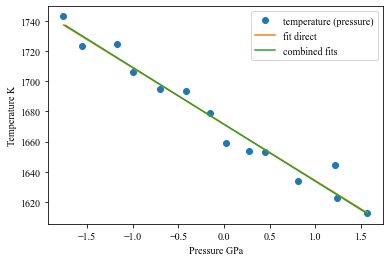 1740
1720
1700
1680
1660
1640
1620
Temperature K
temperature (pressure)
fit direct
combined fits
−1.5
−1.0
−0.5
0.0
0.5
1.0
1.5
Pressure GPa